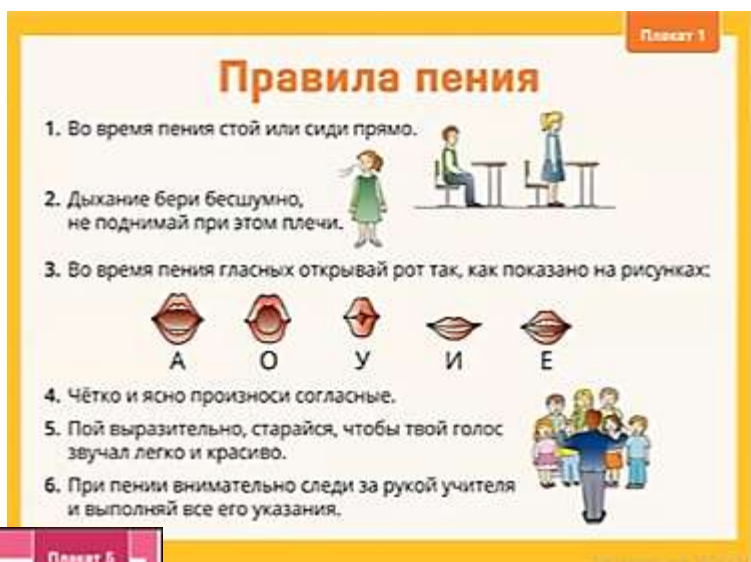 Плакат 1
Правила пения
1. Во время пения стой или сиди прямо.
2. Дыхание бери бесшумно,
не поднимай при этом плечи.
3. Во время пения гласных открывай рот так, как показано на рисунках:
А О У И Е
4. Чётко и ясно произноси согласные.
5. Пой выразительно, старайся, чтобы твой голос
звучал легко и красиво.
6. При пении внимательно следи за рукой учителя
и выполняй все его указания.
Плакат 6